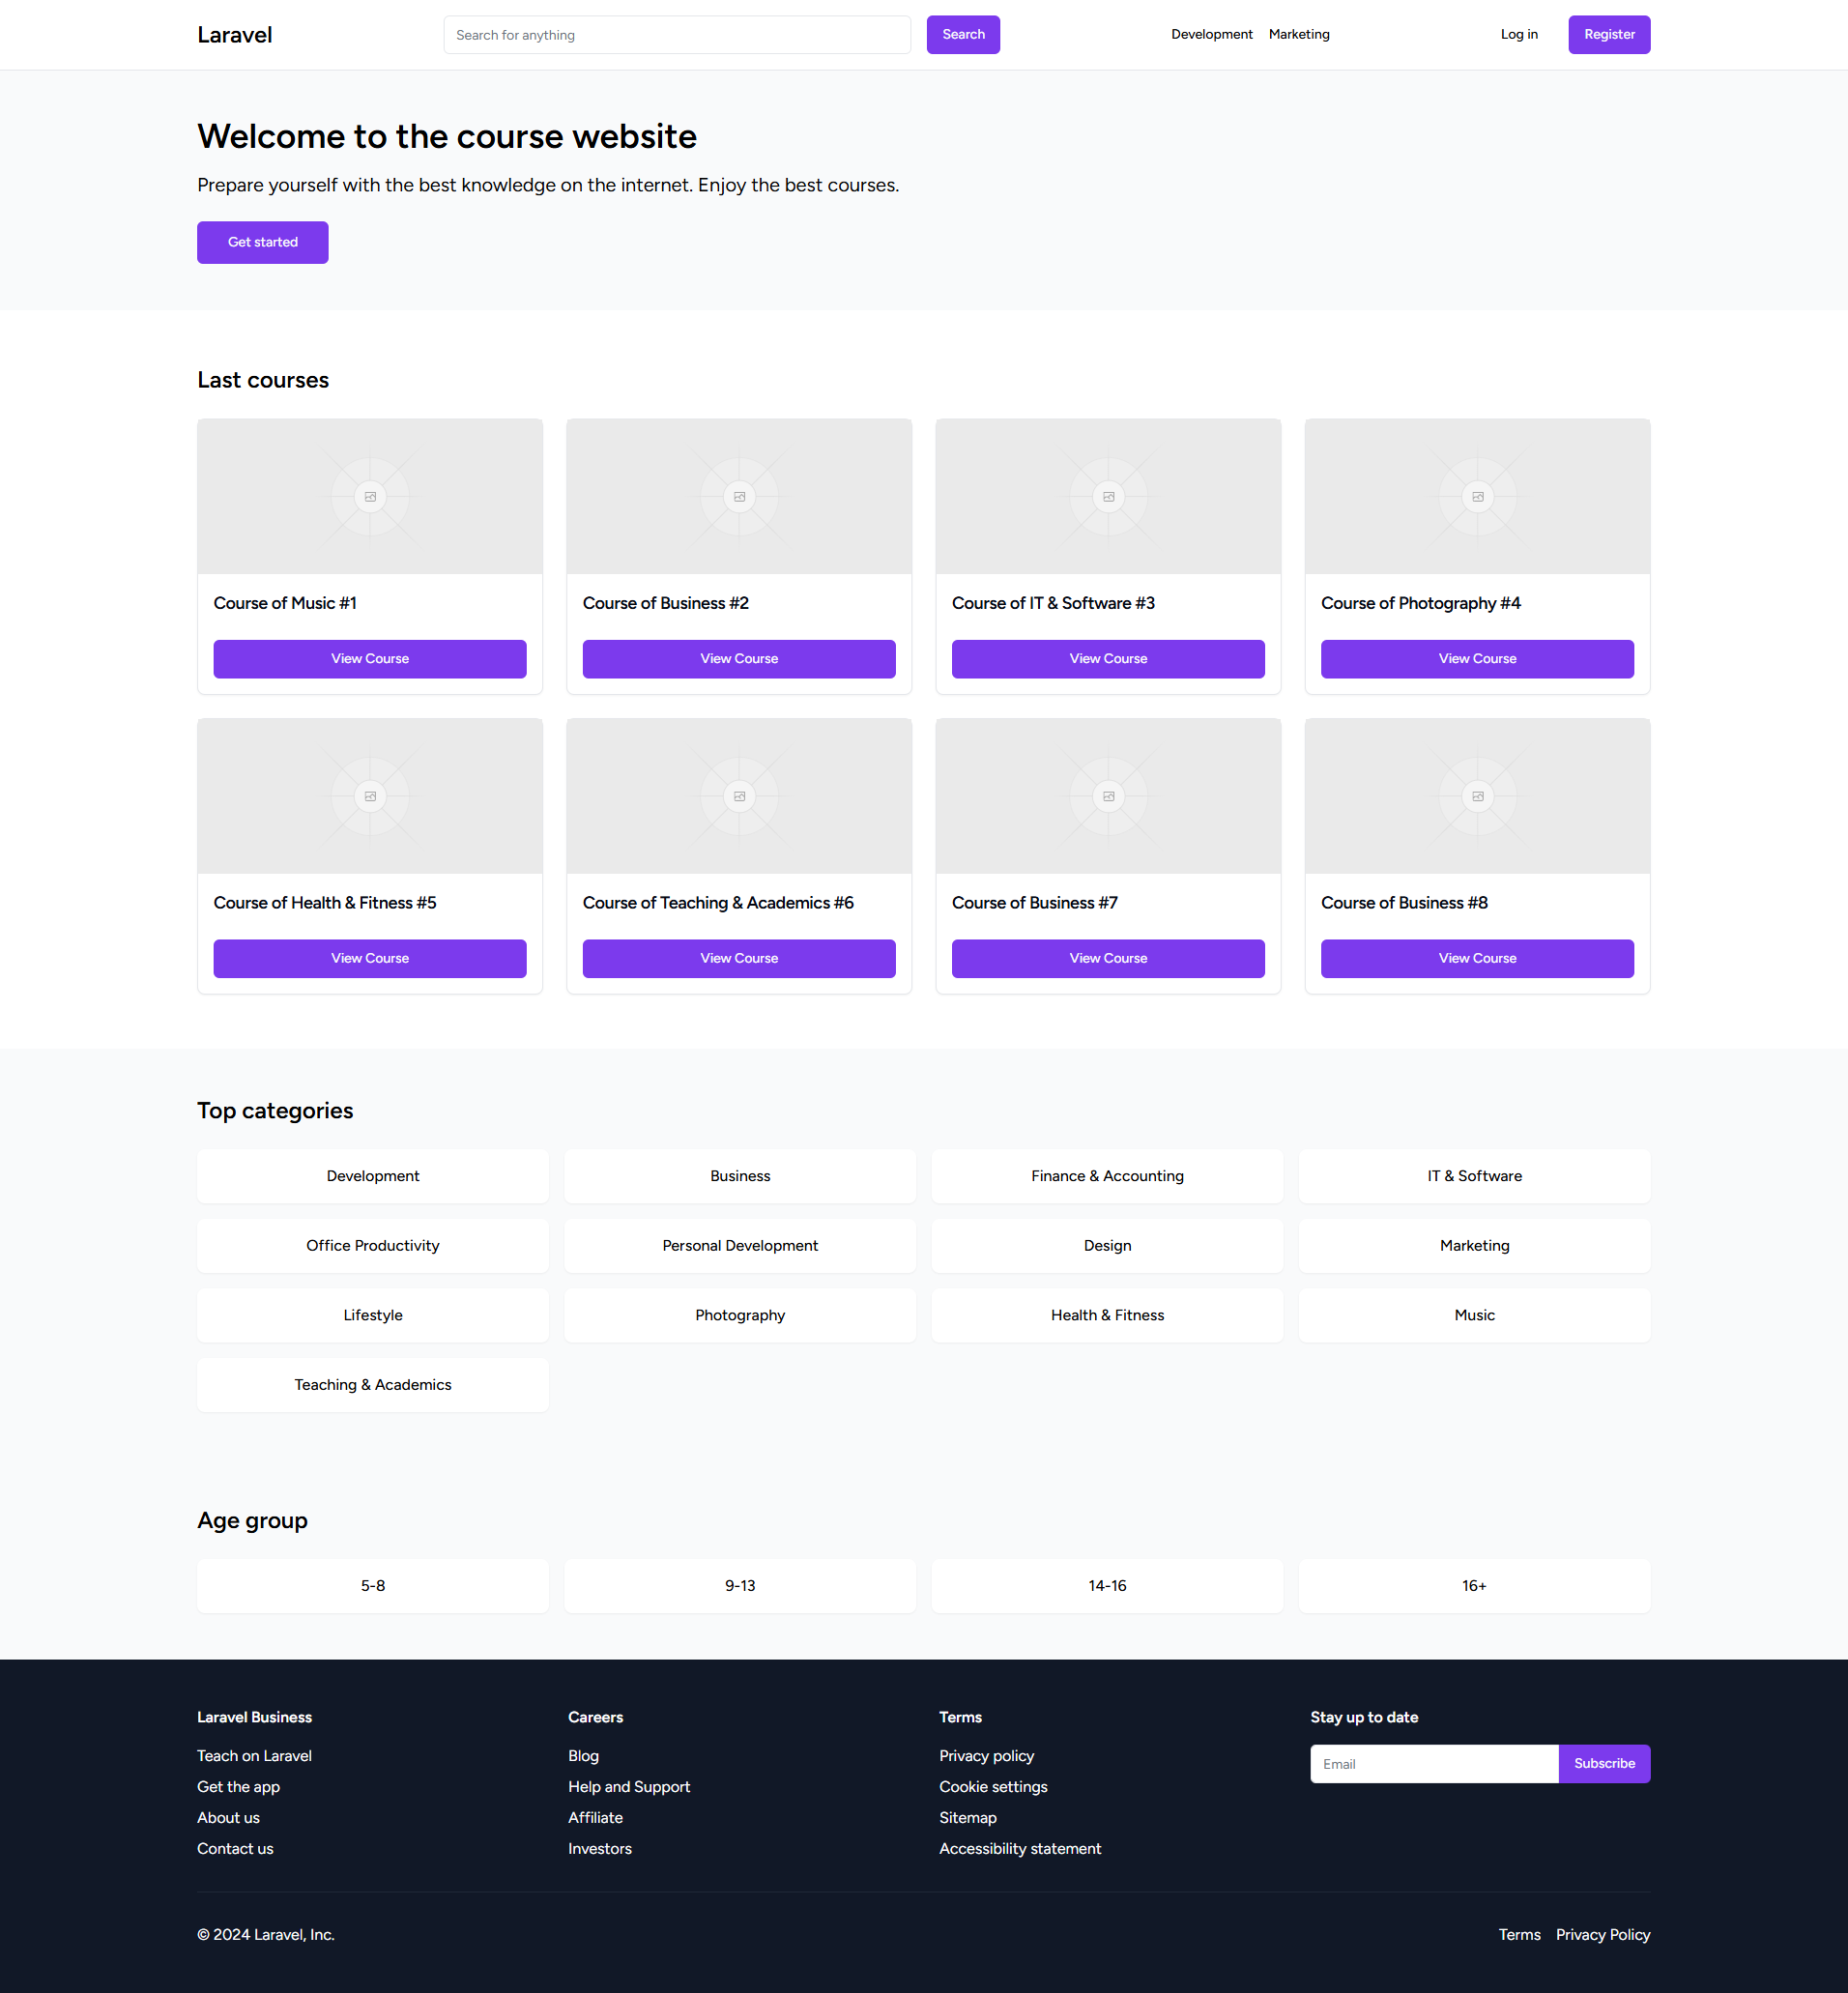 Laravel
Search for anything
Search
Development
Marketing
Log in
Register
Welcome to the course website
Prepare yourself with the best knowledge on the internet. Enjoy the best courses.
Get started
Last courses
Course of Music #1
View Course
Course of Business #2
View Course
Course of IT & Software #3
View Course
Course of Photography #4
View Course
Course of Health & Fitness #5
View Course
Course of Teaching & Academics #6
View Course
Course of Business #7
View Course
Course of Business #8
View Course
Top categories
Development
Business
Finance & Accounting
IT & Software
Office Productivity
Personal Development
Design
Marketing
Lifestyle
Photography
Health & Fitness
Music
Teaching & Academics
Age group
5-8
9-13
14-16
16+
Laravel Business
Teach on Laravel
Get the app
About us
Contact us
Careers
Blog
Help and Support
Affiliate
Investors
Terms
Privacy policy
Cookie settings
Sitemap
Accessibility statement
Stay up to date
Email
Subscribe
© 2024 Laravel, Inc.
Terms
Privacy Policy